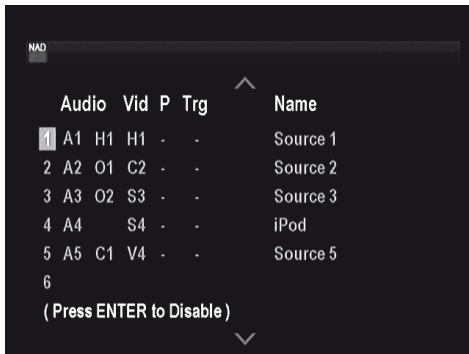 NAD
Audio Vid P Trg Name
1 A1 H1 H1 - - Source 1
2 A2 O1 C2 - - Source 2
3 A3 O2 S3 - - Source 3
4 A4 S4 - - iPod
5 A5 C1 V4 - - Source 5
6
( Press ENTER to Disable )